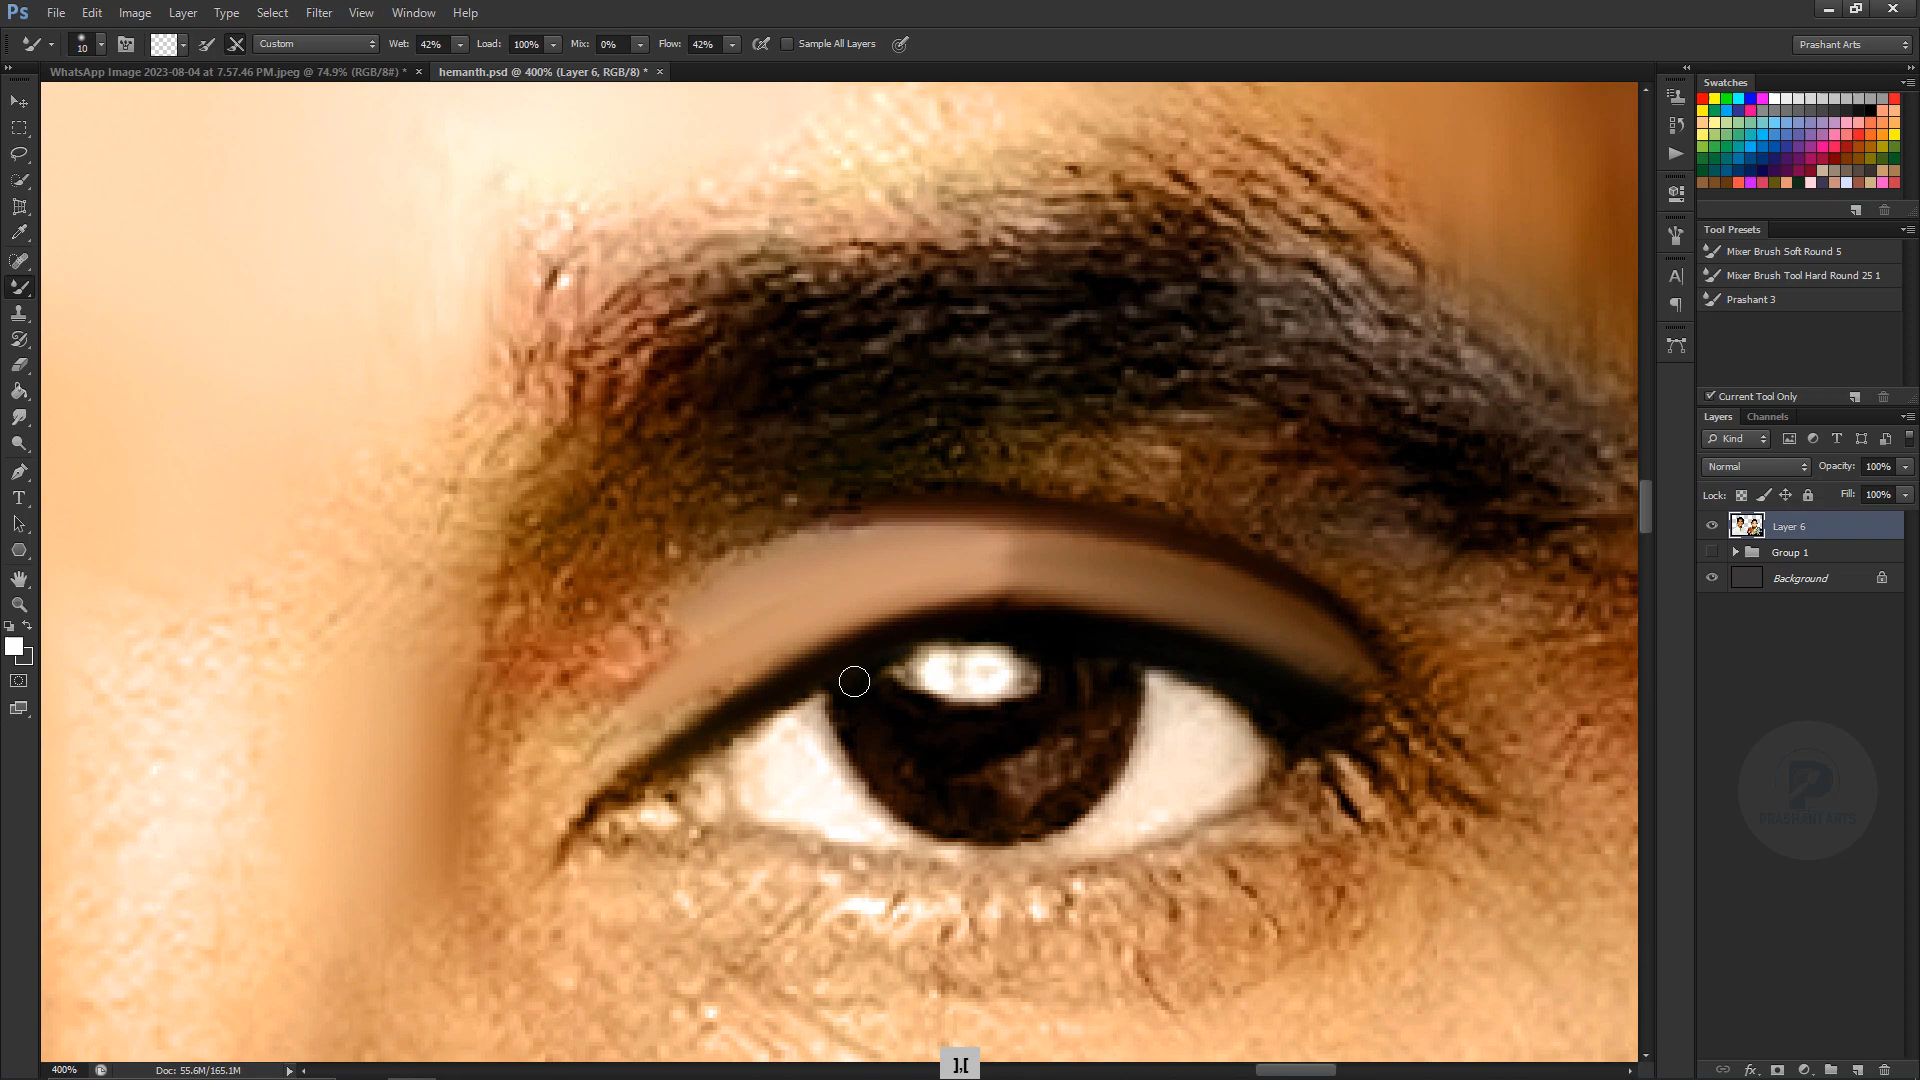 Ps File Edit Image Layer Type Select Filter View Window Help
10 Custom Wet: 42% Load: 100% Mix: 0% Flow: 42% Sample All Layers Prashant Arts
WhatsApp Image 2023-08-04 at 7.57.46 PM.jpeg @ 74.9% (RGB/8#) * × hemanth.psd @ 400% (Layer 6, RGB/8) * ×
Swatches
Tool Presets
Mixer Brush Soft Round 5
Mixer Brush Tool Hard Round 25 1
Prashant 3
Current Tool Only
Layers Channels
Kind
Normal Opacity: 100%
Lock: Fill: 100%
Layer 6
Group 1
Background
PRASHANT ARTS
400% Doc: 55.6M/165.1M
],[